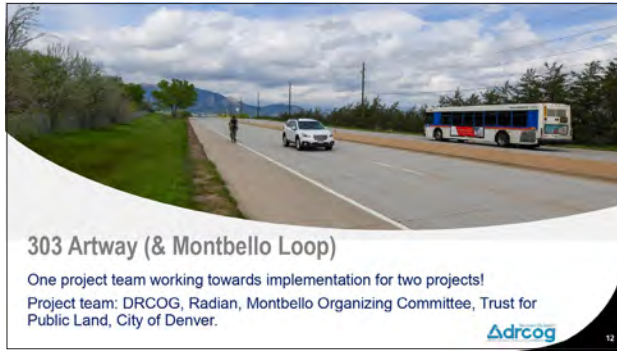 303 Artway (& Montbello Loop)
One project team working towards implementation for two projects!
Project team: DRCOG, Radian, Montbello Organizing Committee, Trust for
Public Land, City of Denver.
drcog
12